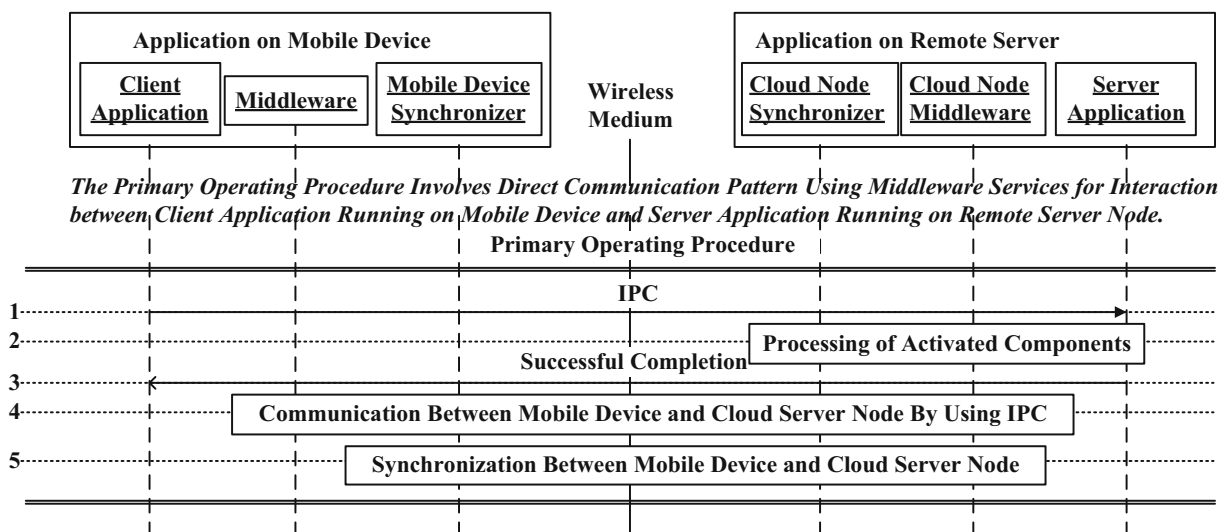 Application on Mobile Device
Application on Remote Server
Client
Application
Middleware
Mobile Device
Synchronizer
Wireless
Medium
Cloud Node
Synchronizer
Cloud Node
Middleware
Server
Application
The Primary Operating Procedure Involves Direct Communication Pattern Using Middleware Services for Interaction
between Client Application Running on Mobile Device and Server Application Running on Remote Server Node.
Primary Operating Procedure
IPC
1
2
Processing of Activated Components
Successful Completion
3
4
Communication Between Mobile Device and Cloud Server Node By Using IPC
5
Synchronization Between Mobile Device and Cloud Server Node